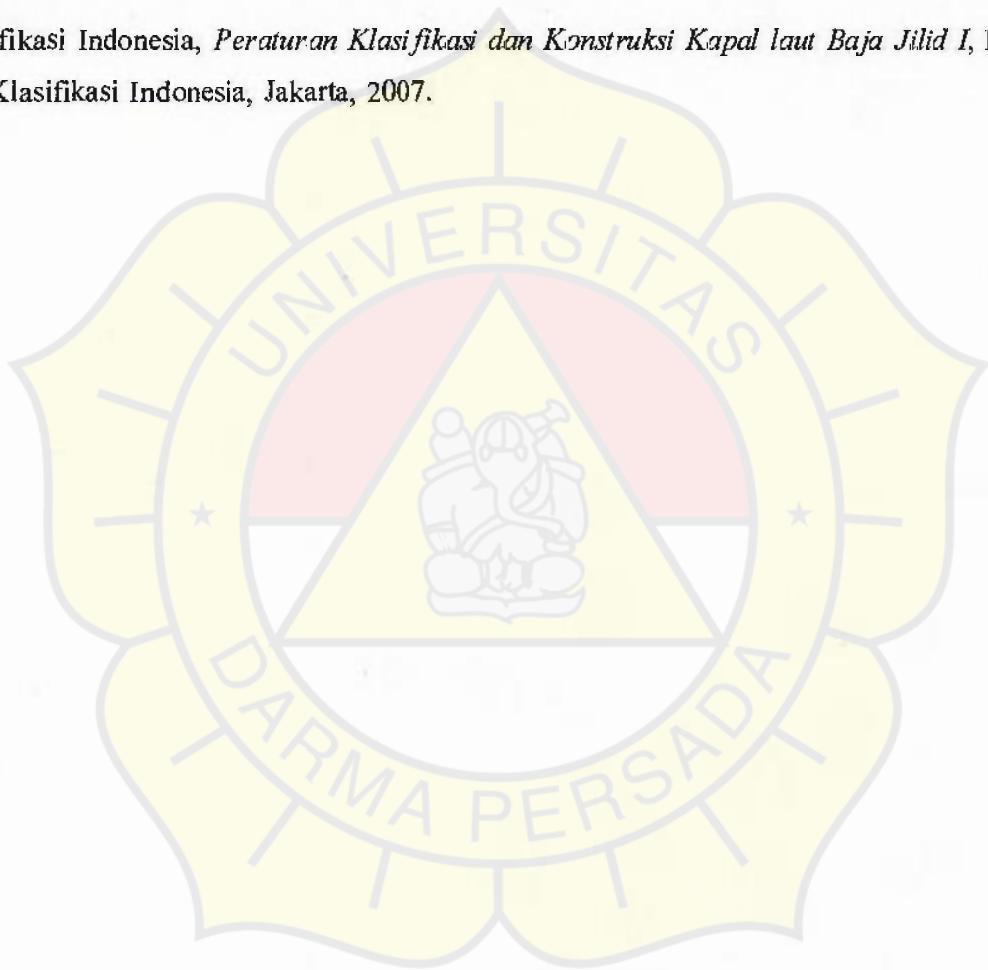 fikasi Indonesia, Peraturan Klasifikasi dan Konstruksi Kapal laut Baja Jilid I,
Klasifikasi Indonesia, Jakarta, 2007.
UNIVERSITAS
DARMA PERSADA